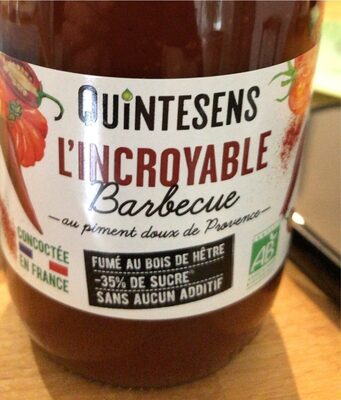 QUINTESENS
L'INCROYABLE
Barbecue
au piment doux de Provence
CONCOCTÉE
EN FRANCE
FUMÉ AU BOIS DE HÊTRE
-35% DE SUCRE*
SANS AUCUN ADDITIF
AB